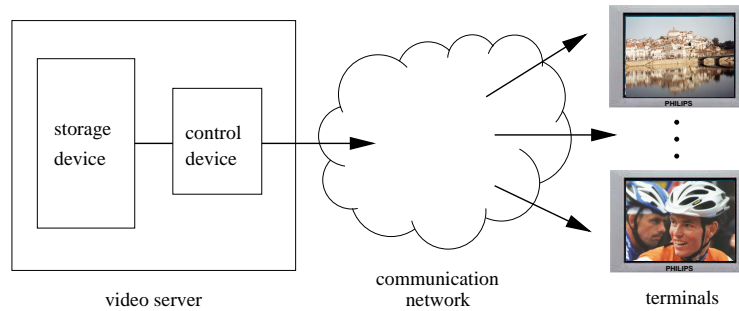 storage
device
control
device
video server
communication
network
PHILIPS
PHILIPS
terminals